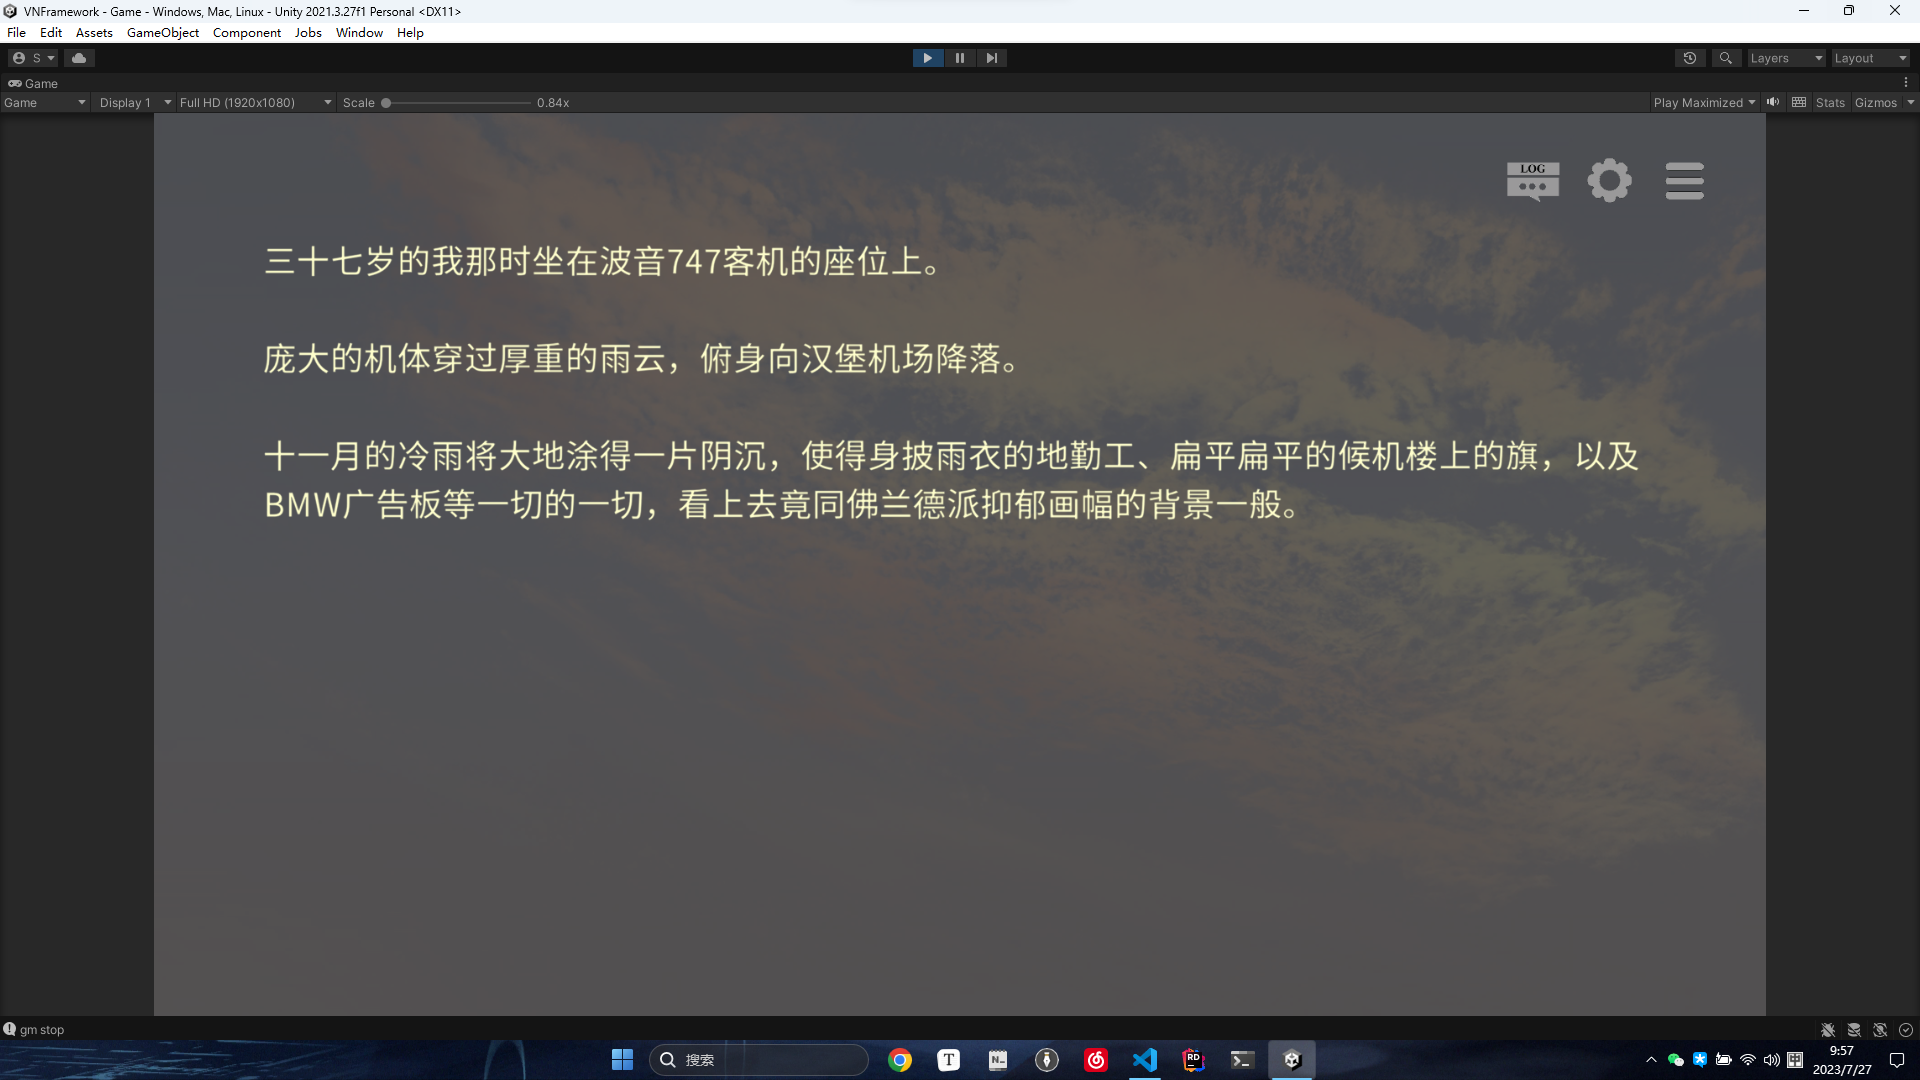 VNFramework - Game - Windows, Mac, Linux - Unity 2021.3.27f1 Personal <DX11>
File Edit Assets GameObject Component Jobs Window Help
S Layers Layout
Game
Game Display 1 Full HD (1920x1080) Scale 0.84x Play Maximized Stats Gizmos
LOG
三十七岁的我那时坐在波音747客机的座位上。
庞大的机体穿过厚重的雨云，俯身向汉堡机场降落。
十一月的冷雨将大地涂得一片阴沉，使得身披雨衣的地勤工、扁平扁平的候机楼上的旗，以及
BMW广告板等一切的一切，看上去竟同佛兰德派抑郁画幅的背景一般。
gm stop
搜索
T
N
RD
中
9:57
2023/7/27